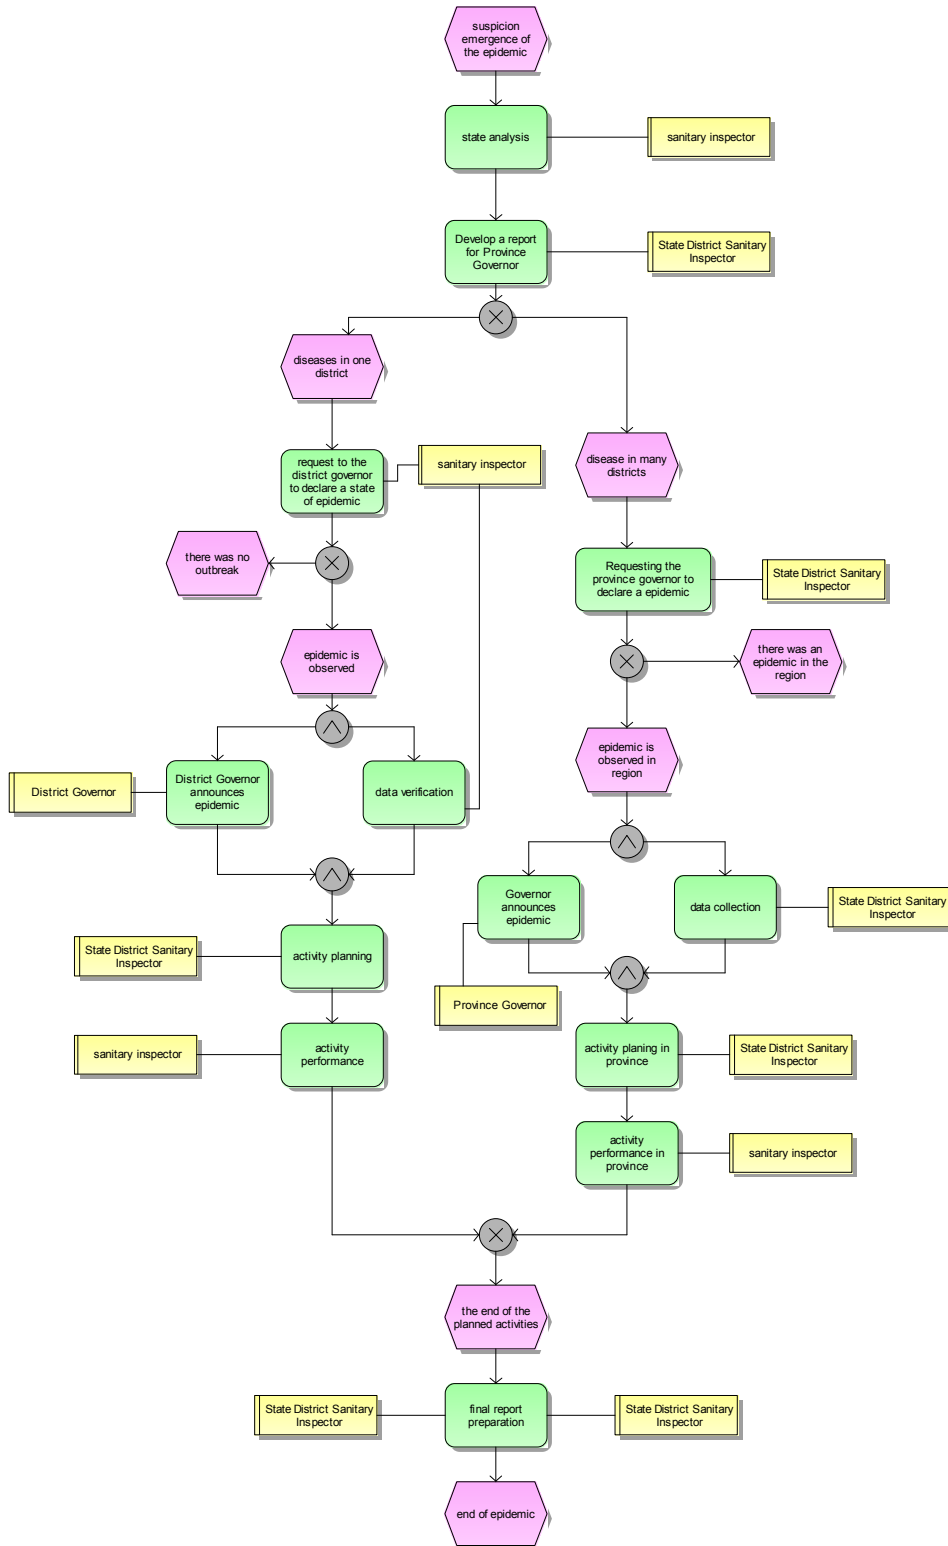 suspicion
emergence of
the epidemic
state analysis
sanitary inspector
Develop a report
for Province
Governor
State District Sanitary
Inspector
diseases in one
district
request to the
district governor
to declare a state
of epidemic
sanitary inspector
disease in many
districts
there was no
outbreak
Requesting the
province governor to
declare a epidemic
State District Sanitary
Inspector
epidemic is
observed
there was an
epidemic in the
region
epidemic is
observed in
region
District Governor
District Governor
announces
epidemic
data verification
Governor
announces
epidemic
data collection
State District Sanitary
Inspector
State District Sanitary
Inspector
activity planning
Province Governor
sanitary inspector
activity
performance
activity planing in
province
State District Sanitary
Inspector
activity
performance in
province
sanitary inspector
the end of the
planned activities
State District Sanitary
Inspector
final report
preparation
State District Sanitary
Inspector
end of epidemic